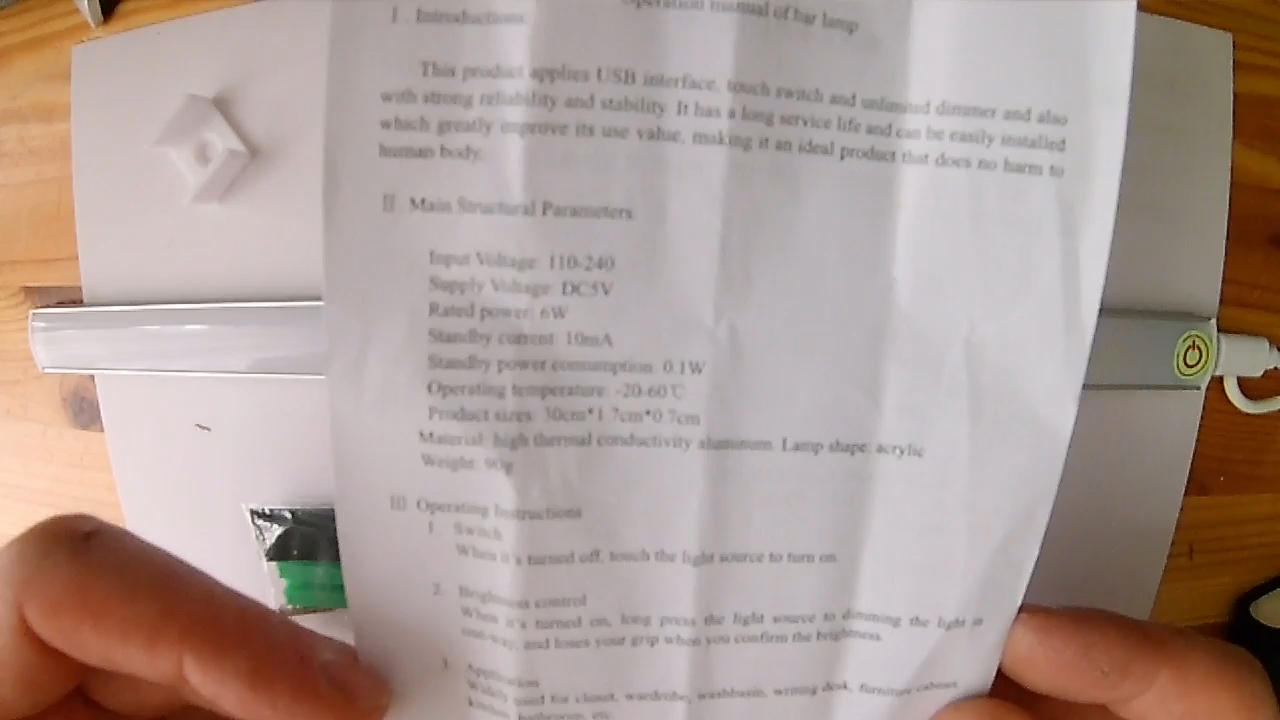 Operation manual of bar lamp
I . Introductions
This product applies USB interface, touch switch and unlimited dimmer and also
with strong reliability and stability. It has a long service life and can be easily installed
which greatly improve its use value, making it an ideal product that does no harm to
human body.
II . Main Structural Parameters
Input Voltage: 110-240
Supply Voltage: DC5V
Rated power: 6W
Standby current: 10mA
Standby power consumption: 0.1W
Operating temperature: -20-60℃
Product sizes: 30cm*1.7cm*0.7cm
Material: high thermal conductivity aluminum. Lamp shape: acrylic
Weight: 90g
III Operating Instructions
1. Switch
When it's turned off, touch the light source to turn on
2. Brightness control
When it's turned on, long press the light source to dimming the light in
one-way, and loses your grip when you confirm the brightness.
3. Application
Widely used for closet, wardrobe, washbasin, writing desk, furniture cabinet,
kitchen, bathroom, etc.